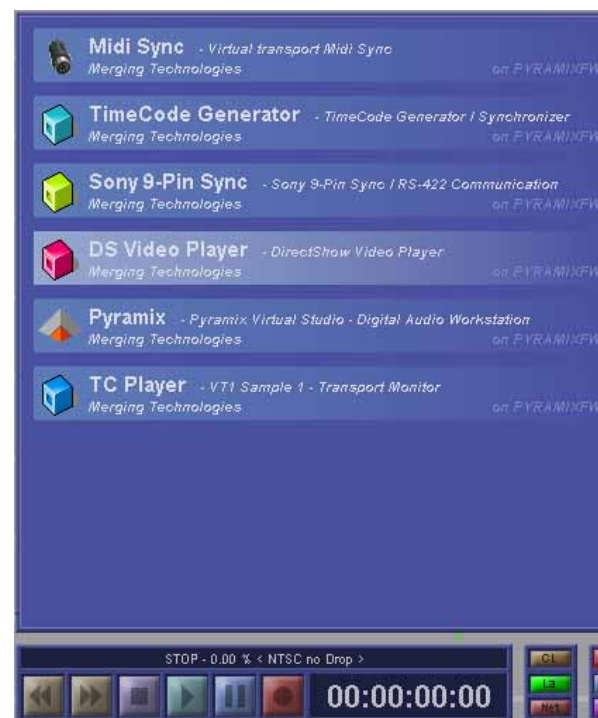 Midi Sync - Virtual transport Midi Sync
Merging Technologies on PYRAMIXFW
TimeCode Generator - TimeCode Generator / Synchronizer
Merging Technologies on PYRAMIXFW
Sony 9-Pin Sync - Sony 9-Pin Sync / RS-422 Communication
Merging Technologies on PYRAMIXFW
DS Video Player - DirectShow Video Player
Merging Technologies on PYRAMIXFW
Pyramix - Pyramix Virtual Studio - Digital Audio Workstation
Merging Technologies on PYRAMIXFW
TC Player - VT1 Sample 1 - Transport Monitor
Merging Technologies on PYRAMIXFW
STOP - 0.00 % < NTSC no Drop >
Cl
La
00:00:00:00
Net